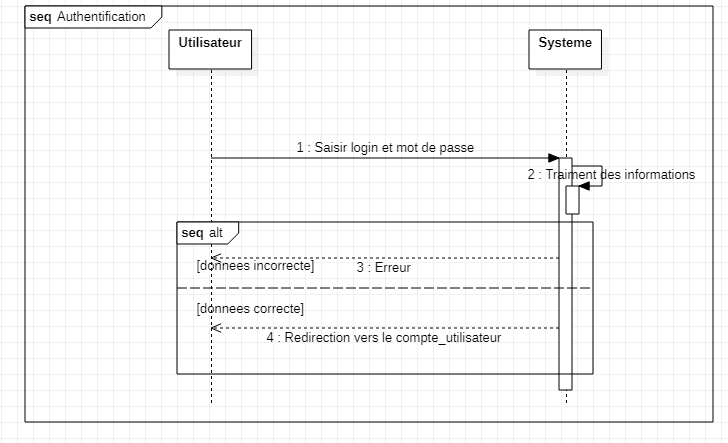 seq Authentification
Utilisateur
Systeme
1 : Saisir login et mot de passe
2 : Traiment des informations
seq alt
[donnees incorrecte]
3 : Erreur
[donnees correcte]
4 : Redirection vers le compte_utilisateur